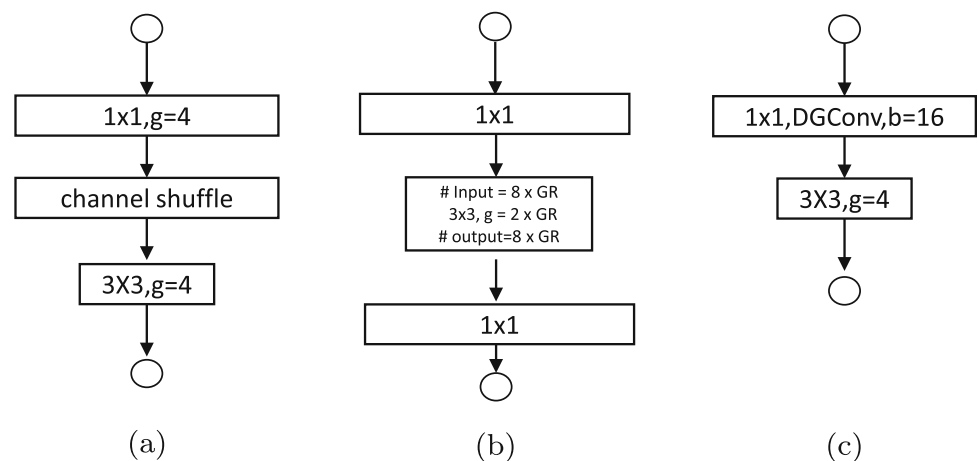 1x1,g=4
channel shuffle
3X3,g=4
(a)
1x1
# Input = 8 x GR
3x3, g = 2 x GR
# output=8 x GR
1x1
(b)
1x1,DGConv,b=16
3X3,g=4
(c)